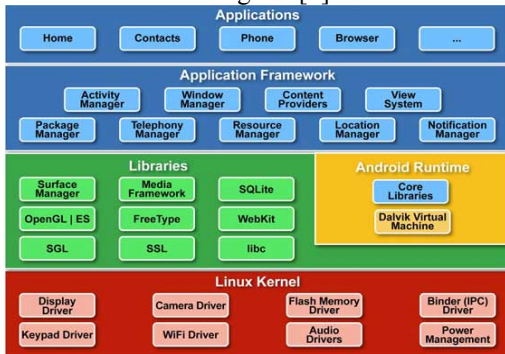 Applications
Home Contacts Phone Browser ...
Application Framework
Activity Manager Window Manager Content Providers View System
Package Manager Telephony Manager Resource Manager Location Manager Notification Manager
Libraries
Surface Manager Media Framework SQLite
OpenGL | ES FreeType WebKit
SGL SSL libc
Android Runtime
Core Libraries
Dalvik Virtual Machine
Linux Kernel
Display Driver Camera Driver Flash Memory Driver Binder (IPC) Driver
Keypad Driver WiFi Driver Audio Drivers Power Management